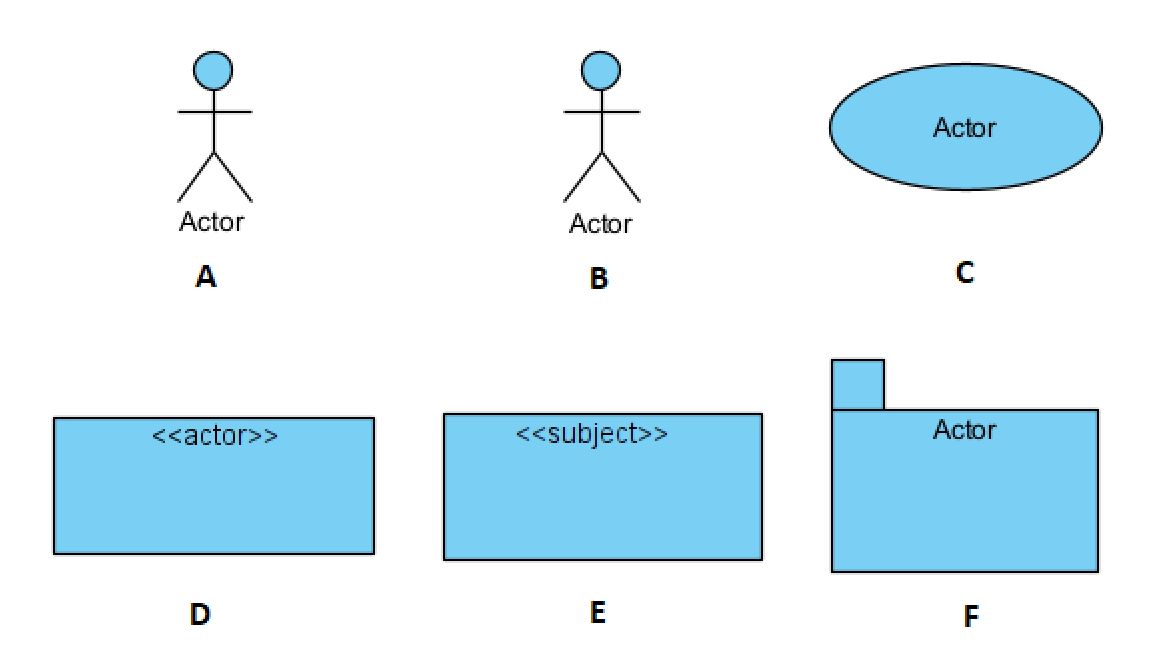 Actor
A
Actor
B
Actor
C
<<actor>>
D
<<subject>>
E
Actor
F